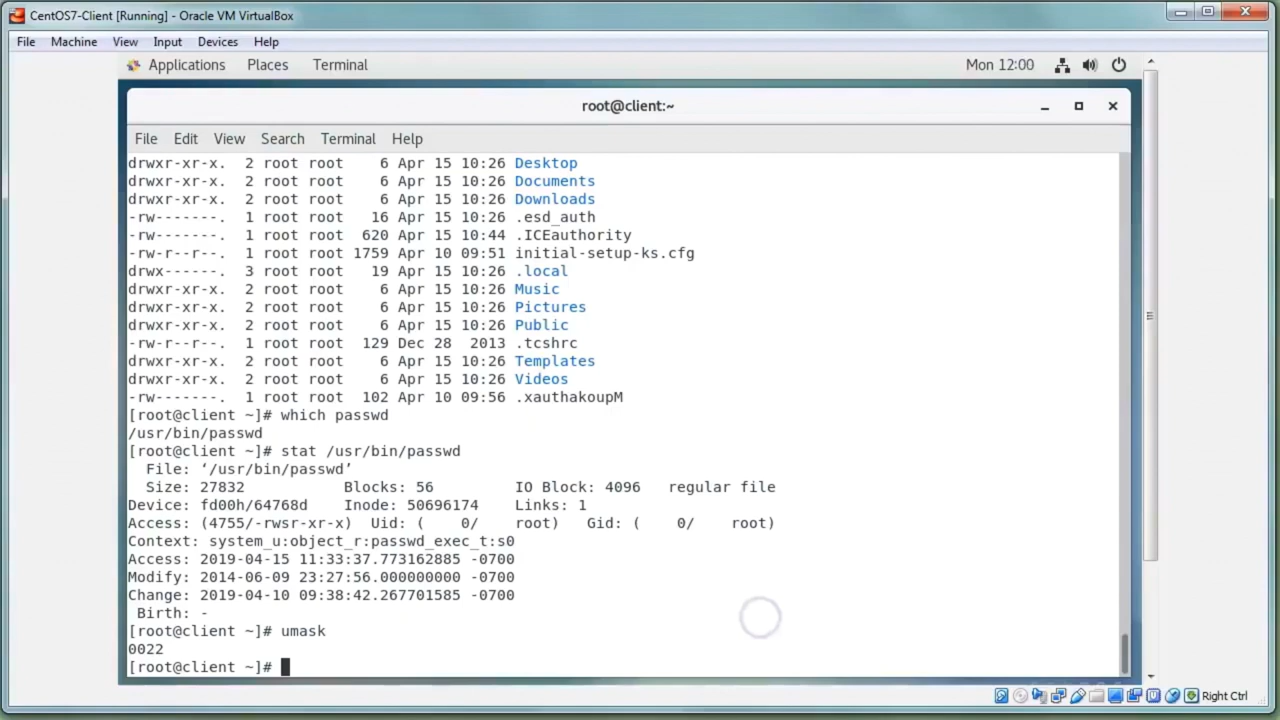 CentOS7-Client [Running] - Oracle VM VirtualBox
File Machine View Input Devices Help
Applications Places Terminal Mon 12:00
root@client:~
File Edit View Search Terminal Help
drwxr-xr-x. 2 root root 6 Apr 15 10:26 Desktop
drwxr-xr-x. 2 root root 6 Apr 15 10:26 Documents
drwxr-xr-x. 2 root root 6 Apr 15 10:26 Downloads
-rw-------. 1 root root 16 Apr 15 10:26 .esd_auth
-rw-------. 1 root root 620 Apr 15 10:44 .ICEauthority
-rw-r--r--. 1 root root 1759 Apr 10 09:51 initial-setup-ks.cfg
drwx------. 3 root root 19 Apr 15 10:26 .local
drwxr-xr-x. 2 root root 6 Apr 15 10:26 Music
drwxr-xr-x. 2 root root 6 Apr 15 10:26 Pictures
drwxr-xr-x. 2 root root 6 Apr 15 10:26 Public
-rw-r--r--. 1 root root 129 Dec 28 2013 .tcshrc
drwxr-xr-x. 2 root root 6 Apr 15 10:26 Templates
drwxr-xr-x. 2 root root 6 Apr 15 10:26 Videos
-rw-------. 1 root root 102 Apr 10 09:56 .xauthakoupM
[root@client ~]# which passwd
/usr/bin/passwd
[root@client ~]# stat /usr/bin/passwd
File: ‘/usr/bin/passwd’
Size: 27832 Blocks: 56 IO Block: 4096 regular file
Device: fd00h/64768d Inode: 50696174 Links: 1
Access: (4755/-rwsr-xr-x) Uid: ( 0/ root) Gid: ( 0/ root)
Context: system_u:object_r:passwd_exec_t:s0
Access: 2019-04-15 11:33:37.773162885 -0700
Modify: 2014-06-09 23:27:56.000000000 -0700
Change: 2019-04-10 09:38:42.267701585 -0700
Birth: -
[root@client ~]# umask
0022
[root@client ~]#
Right Ctrl